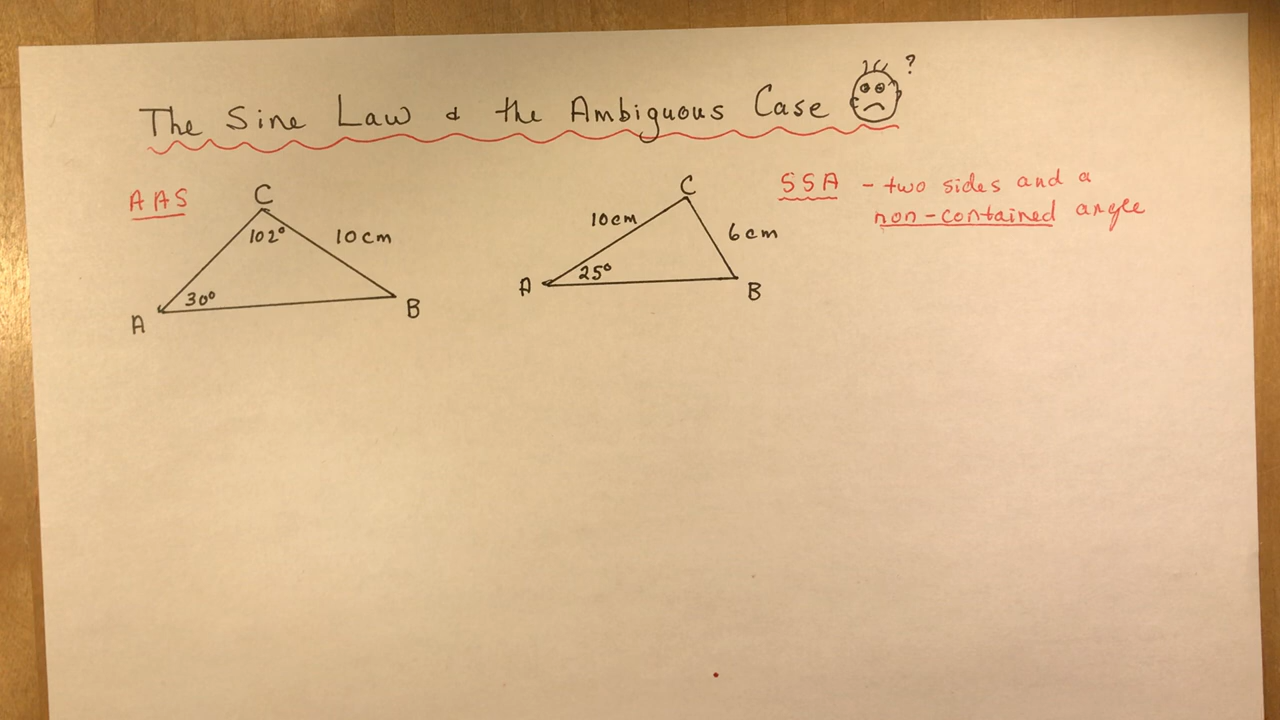 The Sine Law & the Ambiguous Case ?
AAS
C
102°
10cm
30°
A
B
C
10cm
6cm
25°
A
B
SSA - two sides and a
non-contained angle